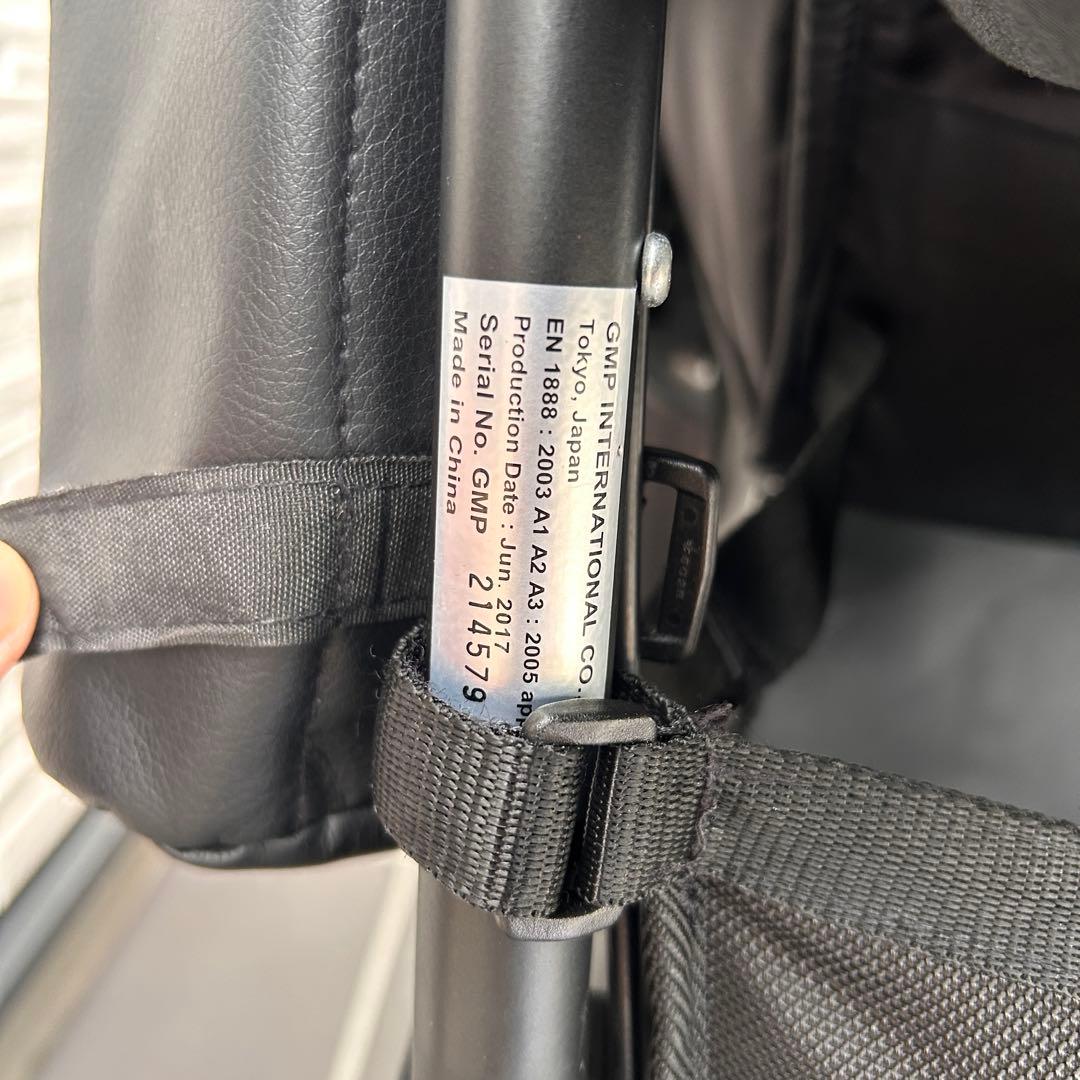 GMP INTERNATIONAL CO.,
Tokyo, Japan
EN 1888 : 2003 A1 A2 A3 : 2005
Production Date : Jun. 2017
Serial No. GMP 214579
Made in China